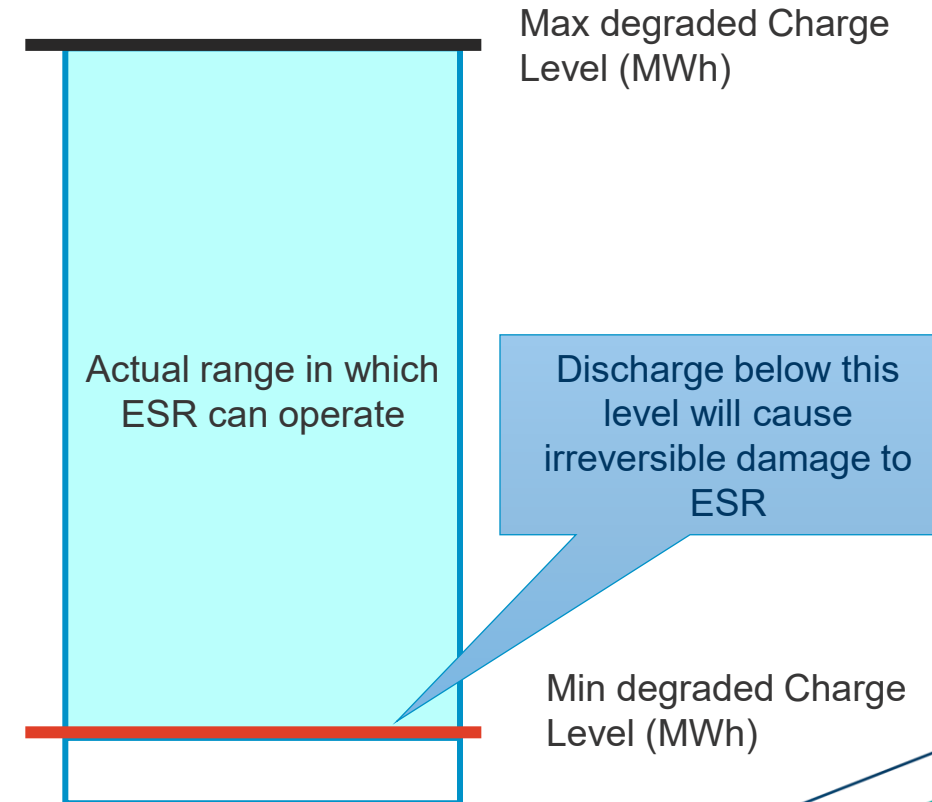 Max degraded Charge
Level (MWh)
Actual range in which
ESR can operate
Discharge below this
level will cause
irreversible damage to
ESR
Min degraded Charge
Level (MWh)